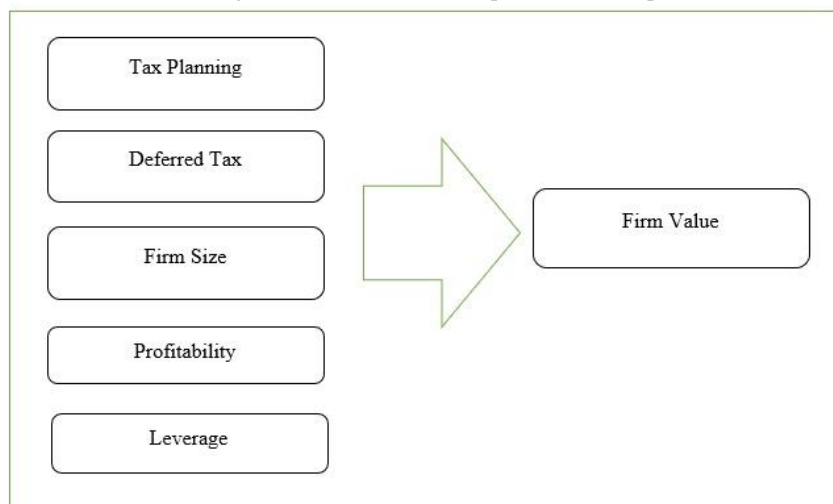 Tax Planning
Deferred Tax
Firm Size
Profitability
Leverage
Firm Value